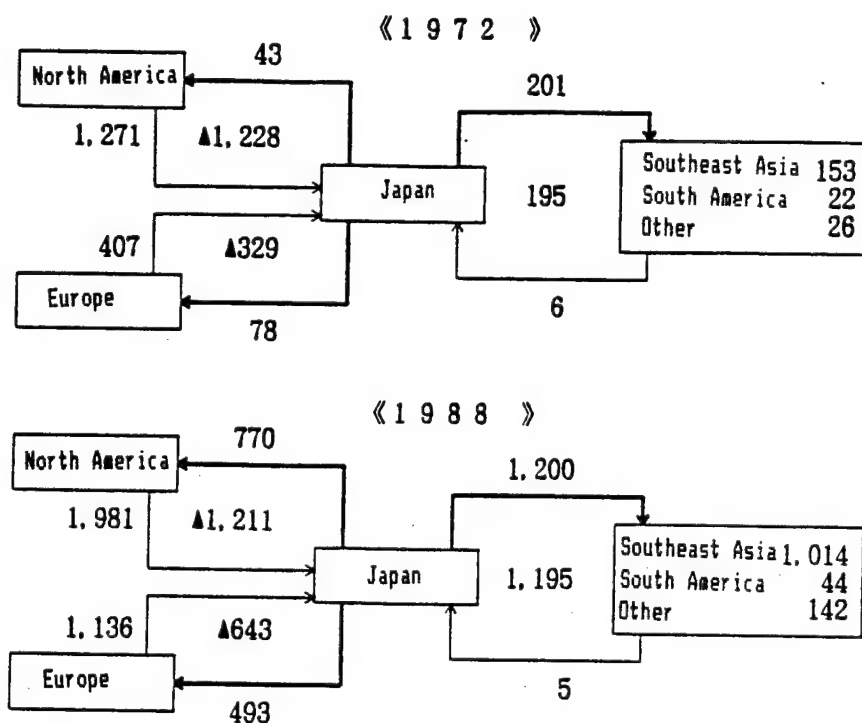 《1972》
43
North America
201
1,271
▲1,228
Southeast Asia 153
Japan
195
South America 22
Other 26
407
▲329
Europe
6
78
《1988》
770
North America
1,200
1,981
▲1,211
Southeast Asia 1,014
Japan
1,195
South America 44
Other 142
1,136
▲643
Europe
5
493